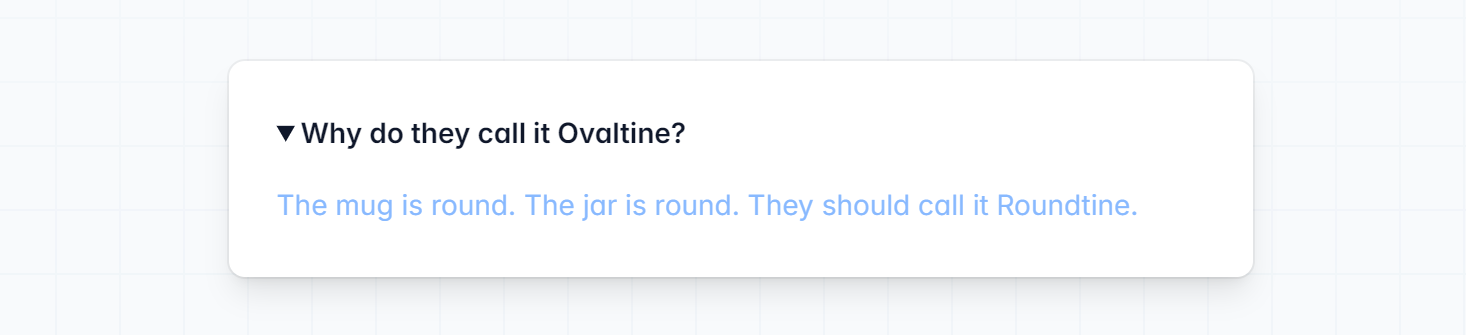 Why do they call it Ovaltine?
The mug is round. The jar is round. They should call it Roundtine.